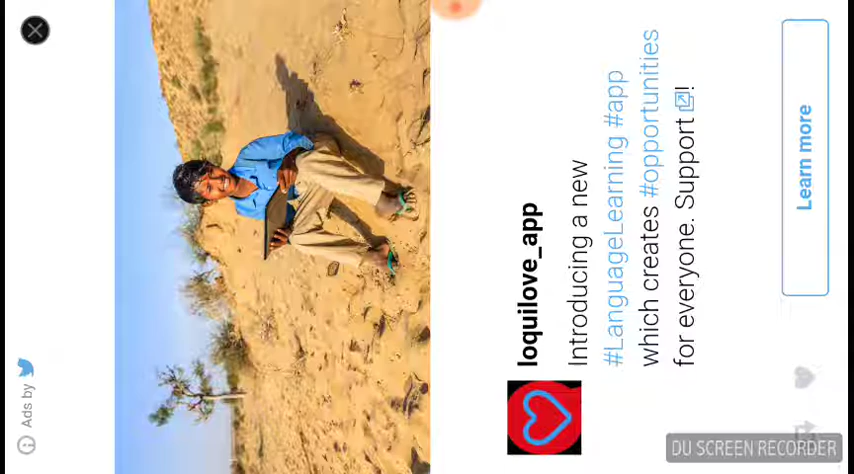 Ads by
loquilove_app
Introducing a new
#LanguageLearning #app
which creates #opportunities
for everyone. Support !
Learn more
DU SCREEN RECORDER